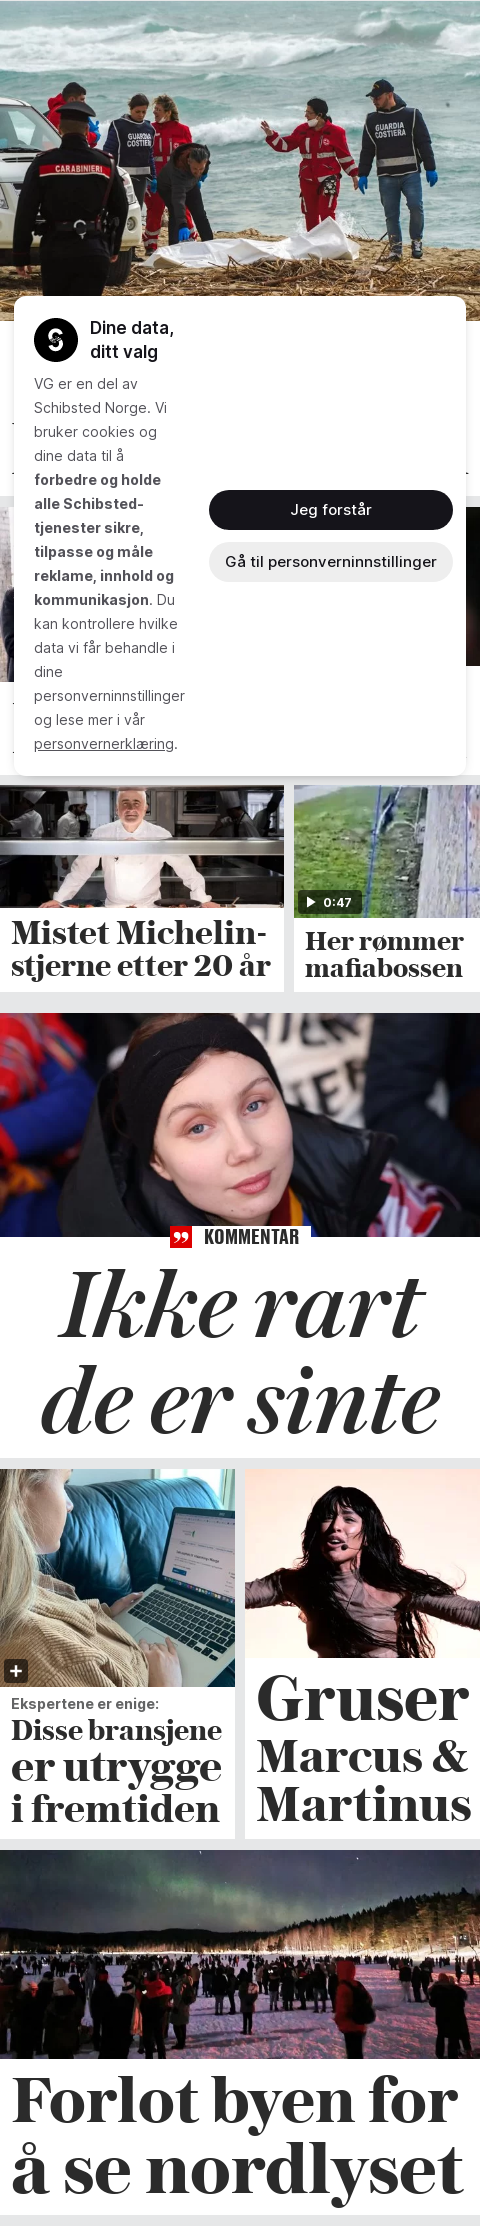 CARABINIERI
GUARDIA
COSTIERA
GUARDIA
COSTIERA
Dine data,
ditt valg
VG er en del av
Schibsted Norge. Vi
bruker cookies og
dine data til å
forbedre og holde
alle Schibsted-
tjenester sikre,
tilpasse og måle
reklame, innhold og
kommunikasjon. Du
kan kontrollere hvilke
data vi får behandle i
dine
personverninnstillinger
og lese mer i vår
personvernerklæring.
Jeg forstår
Gå til personverninnstillinger
Mistet Michelin-
stjerne etter 20 år
0:47
Her rømmer
mafiabossen
KOMMENTAR
Ikke rart
de er sinte
Ekspertene er enige:
Disse bransjene
er utrygge
i fremtiden
Gruser
Marcus &
Martinus
Forlot byen for
å se nordlyset